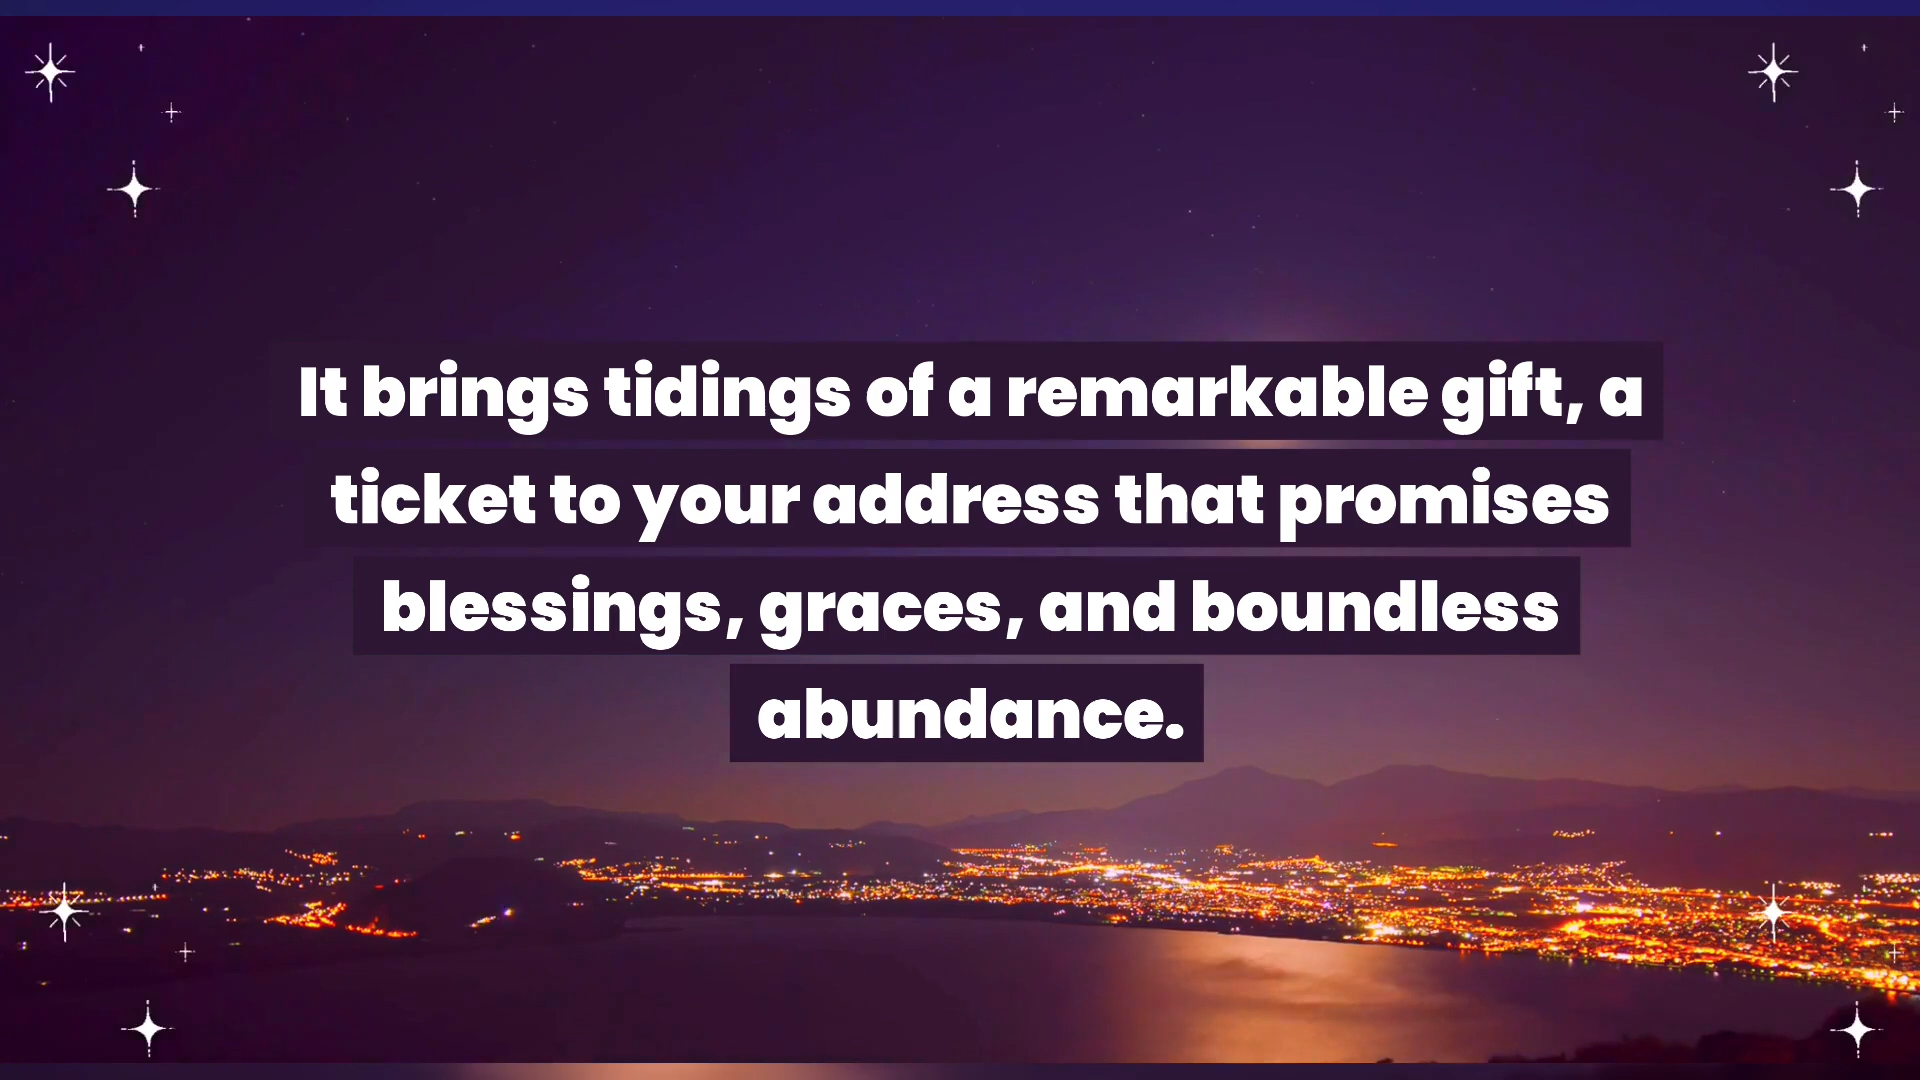 It brings tidings of a remarkable gift, a
ticket to your address that promises
blessings, graces, and boundless
abundance.